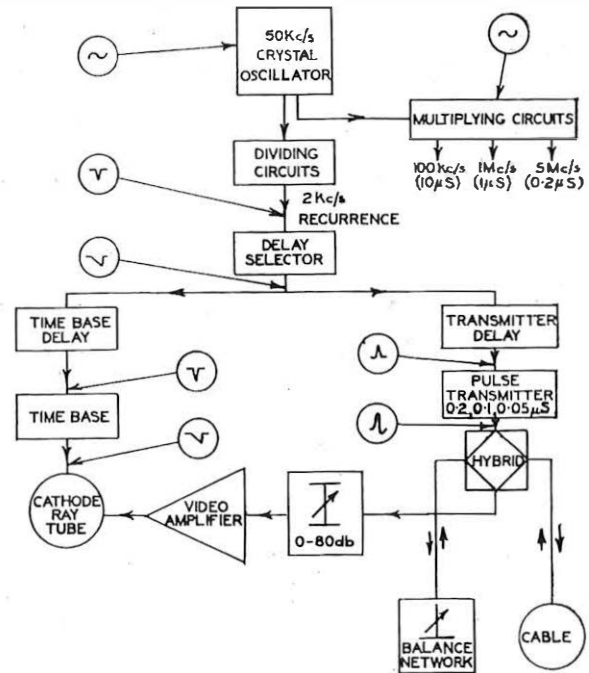 50Kc/s
CRYSTAL
OSCILLATOR
MULTIPLYING CIRCUITS
100Kc/s
(10μS)
1Mc/s
(1μS)
5Mc/s
(0·2μS)
DIVIDING
CIRCUITS
2Kc/s
RECURRENCE
DELAY
SELECTOR
TIME BASE
DELAY
TRANSMITTER
DELAY
TIME BASE
PULSE
TRANSMITTER
0·2,0·1,0·05μS
HYBRID
CATHODE
RAY
TUBE
VIDEO
AMPLIFIER
0-80db
BALANCE
NETWORK
CABLE